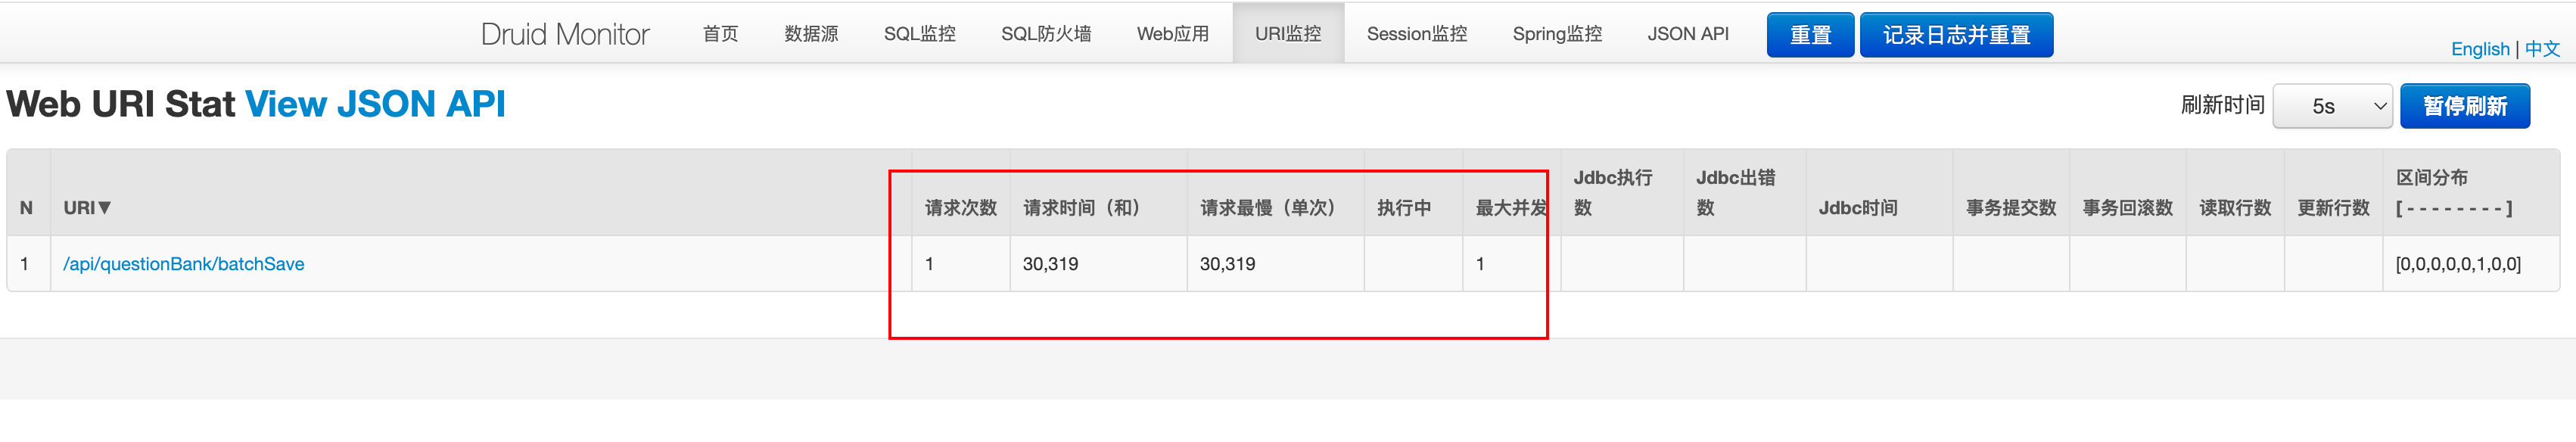 Druid Monitor 首页 数据源 SQL监控 SQL防火墙 Web应用 URI监控 Session监控 Spring监控 JSON API 重置 记录日志并重置
English | 中文
Web URI Stat View JSON API 刷新时间 5s 暂停刷新
N URI▼ 请求次数 请求时间（和） 请求最慢（单次） 执行中 最大并发 Jdbc执行数 Jdbc出错数 Jdbc时间 事务提交数 事务回滚数 读取行数 更新行数 区间分布 [ - - - - - - - - ]
1 /api/questionBank/batchSave 1 30,319 30,319 1 [0,0,0,0,0,1,0,0]